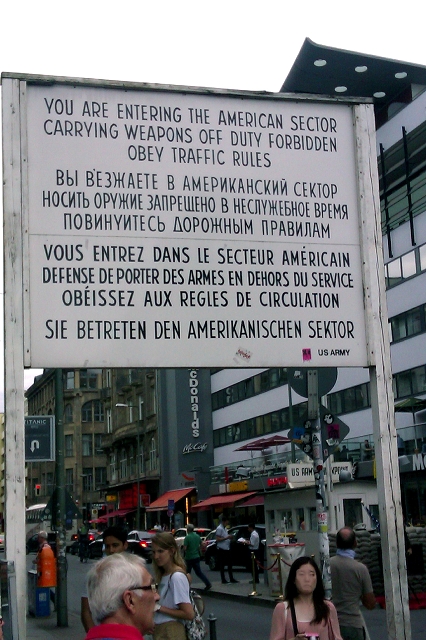 YOU ARE ENTERING THE AMERICAN SECTOR
CARRYING WEAPONS OFF DUTY FORBIDDEN
OBEY TRAFFIC RULES
ВЫ ВЪЕЗЖАЕТЕ В АМЕРИКАНСКИЙ СЕКТОР
НОСИТЬ ОРУЖИЕ ЗАПРЕЩЕНО В НЕСЛУЖЕБНОЕ ВРЕМЯ
ПОВИНУЙТЕСЬ ДОРОЖНЫМ ПРАВИЛАМ
VOUS ENTREZ DANS LE SECTEUR AMÉRICAIN
DEFENSE DE PORTER DES ARMES EN DEHORS DU SERVICE
OBÉISSEZ AUX REGLES DE CIRCULATION
SIE BETRETEN DEN AMERIKANISCHEN SEKTOR
US ARMY
McDonalds
McCafé
US ARMY